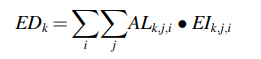 ED_k = ∑_i ∑_j AL_{k,j,i} • EI_{k,j,i}